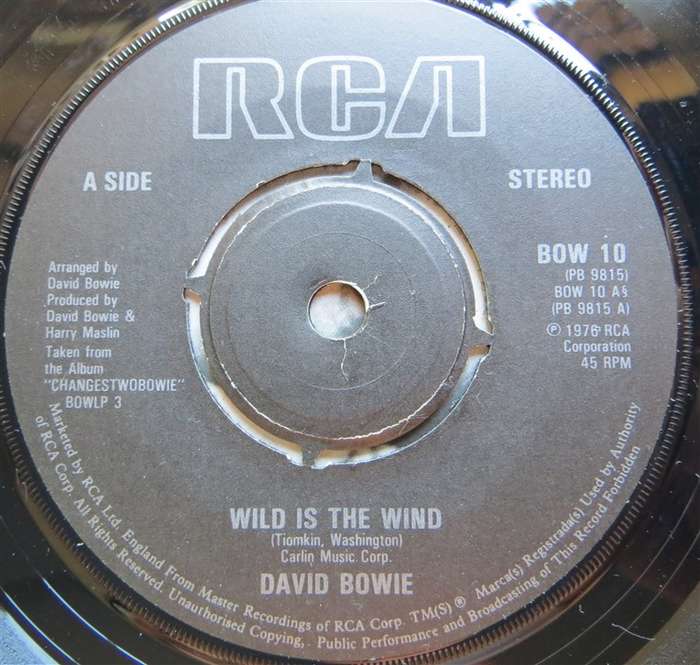 RCA
A SIDE
STEREO
BOW 10
(PB 9815)
BOW 10 A§
(PB 9815 A)
℗ 1976 RCA
Corporation
45 RPM
Arranged by
David Bowie
Produced by
David Bowie &
Harry Maslin
Taken from
the Album
"CHANGESTWOBOWIE"
BOWLP 3
WILD IS THE WIND
(Tiomkin, Washington)
Carlin Music Corp.
DAVID BOWIE
Marketed by RCA Ltd. England From Master Recordings of RCA Corp. TM(S) ® Marca(s) Registrada(s) Used by Authority
of RCA Corp. All Rights Reserved. Unauthorised Copying, Public Performance and Broadcasting of This Record Forbidden